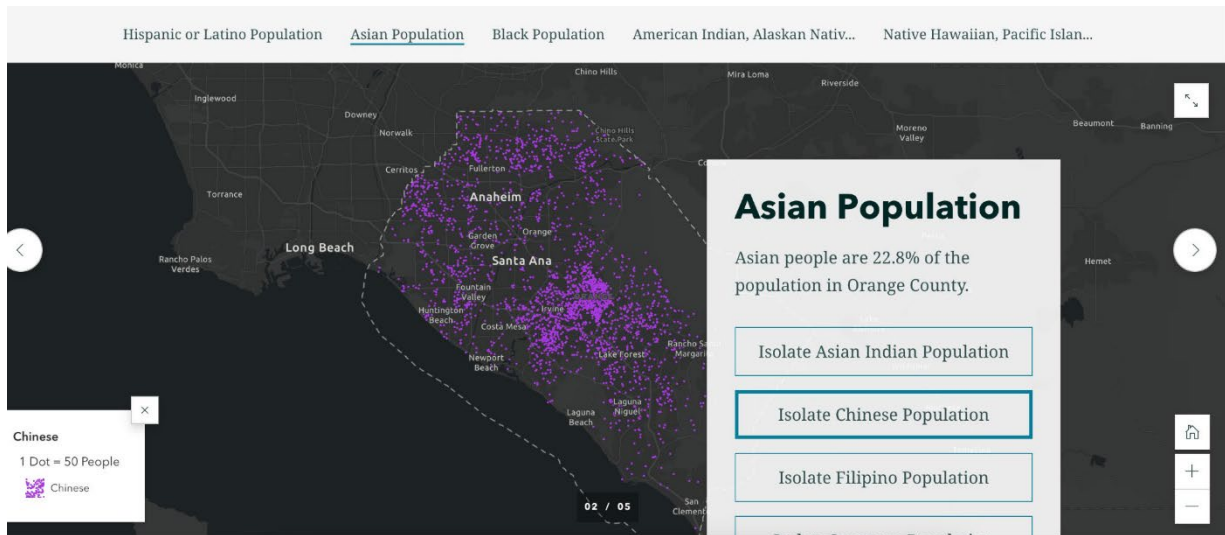 Hispanic or Latino Population
Asian Population
Black Population
American Indian, Alaskan Nativ...
Native Hawaiian, Pacific Islan...
Monica
Chino Hills
Mira Loma
Riverside
Inglewood
Downey
Norwalk
Chino Hills
State Park
Moreno
Valley
Beaumont
Banning
Cerritos
Fullerton
Torrance
Anaheim
Garden
Grove
Orange
Long Beach
Santa Ana
Rancho Palos
Verdes
Hemet
Fountain
Valley
Huntington
Beach
Irvine
Costa Mesa
Newport
Beach
Lake Forest
Rancho Sa
Margari
Laguna
Beach
Laguna
Niguel
San
Clement
02 / 05
Asian Population
Asian people are 22.8% of the
population in Orange County.
Isolate Asian Indian Population
Isolate Chinese Population
Isolate Filipino Population
Chinese
1 Dot = 50 People
Chinese